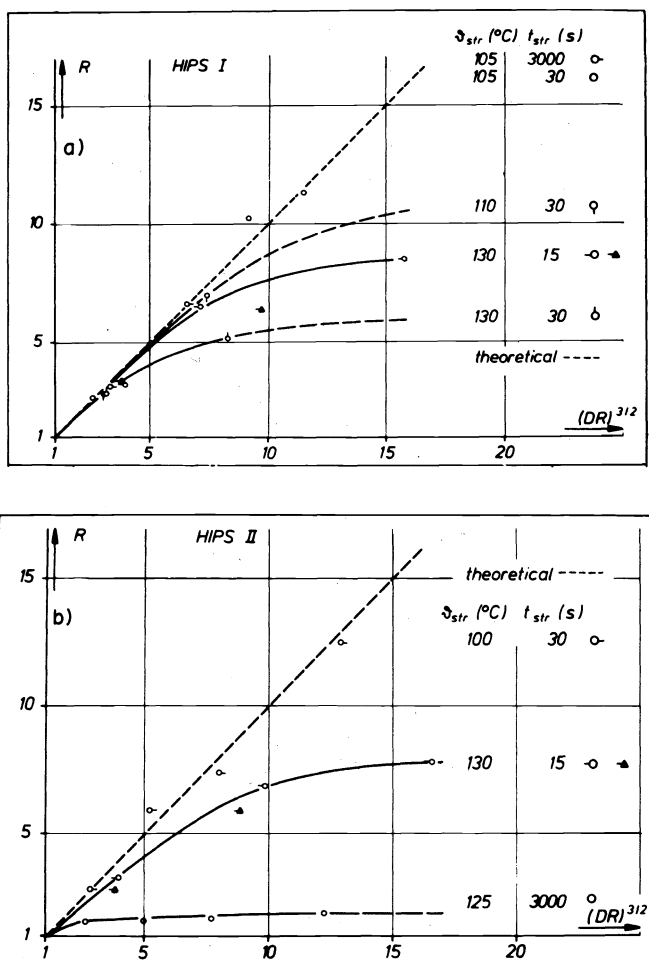 R HIPS I ϑstr (°C) tstr (s)
105 3000
105 30
15
a)
10 110 30
130 15
5 130 30
theoretical ----
(DR)^3/2
1
1 5 10 15 20
R HIPS II
15 theoretical ----
b) ϑstr (°C) tstr (s)
100 30
10
130 15
5
125 3000
(DR)^3/2
1
1 5 10 15 20